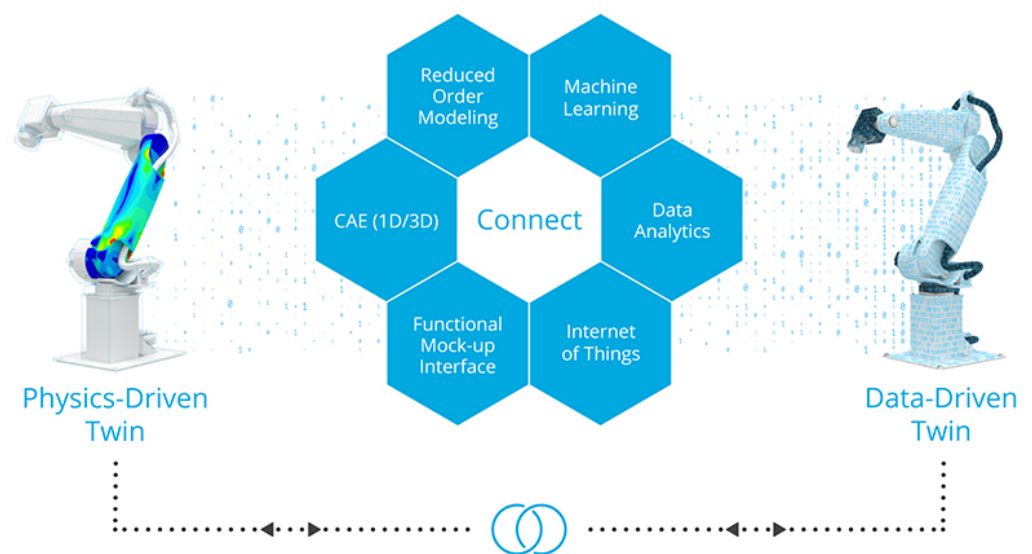 Reduced
Order
Modeling
Machine
Learning
CAE (1D/3D)
Connect
Data
Analytics
Functional
Mock-up
Interface
Internet
of Things
Physics-Driven
Twin
Data-Driven
Twin